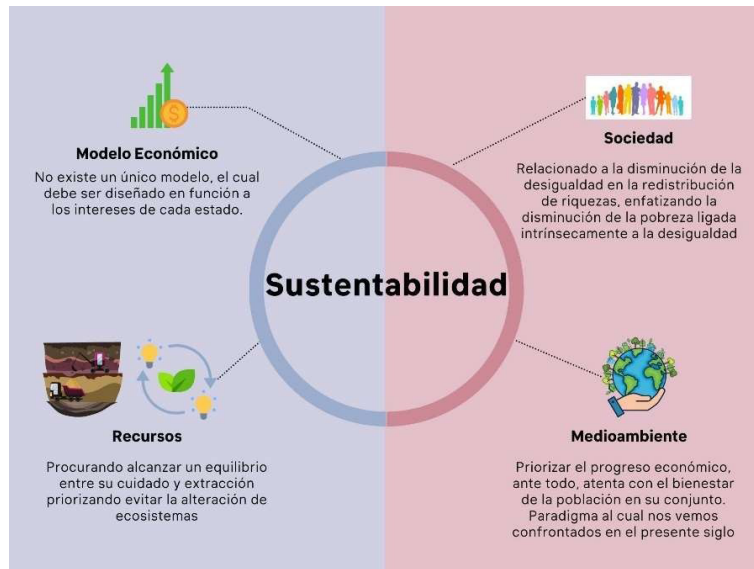 Modelo Económico
No existe un único modelo, el cual
debe ser diseñado en función a
los intereses de cada estado.
Sociedad
Relacionado a la disminución de la
desigualdad en la redistribución
de riquezas, enfatizando la
disminución de la pobreza ligada
intrínsecamente a la desigualdad
Sustentabilidad
Recursos
Procurando alcanzar un equilibrio
entre su cuidado y extracción
priorizando evitar la alteración de
ecosistemas
Medioambiente
Priorizar el progreso económico,
ante todo, atenta con el bienestar
de la población en su conjunto.
Paradigma al cual nos vemos
confrontados en el presente siglo